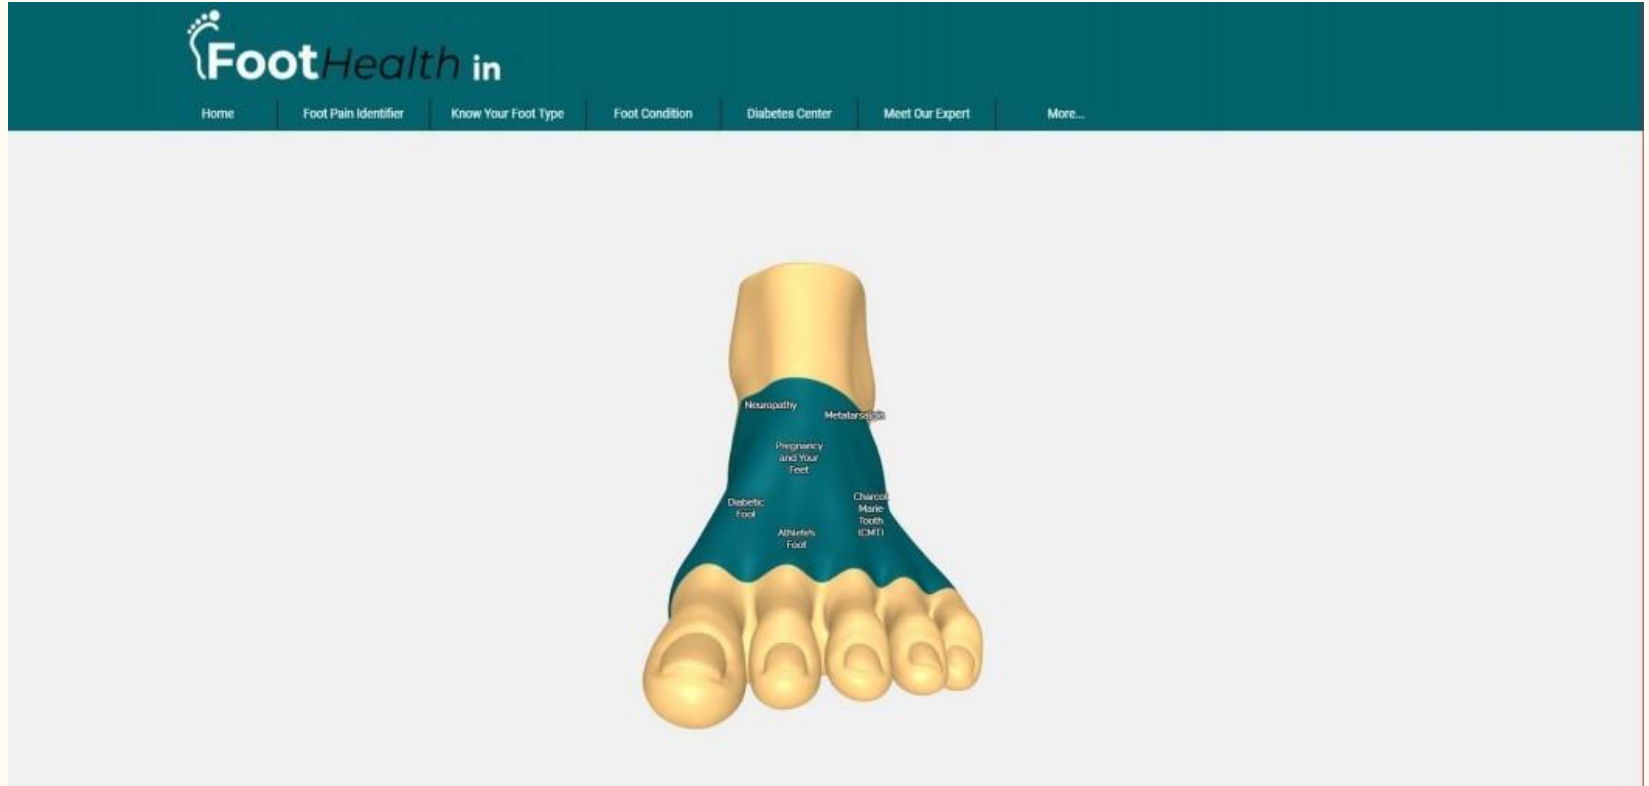 FootHealth in
Home Foot Pain Identifier Know Your Foot Type Foot Condition Diabetes Center Meet Our Expert More...
Neuropathy
Metatarsalgia
Pregnancy
and Your
Feet
Diabetic
Foot
Charcot
Marie
Tooth
(CMT)
Athlete's
Foot